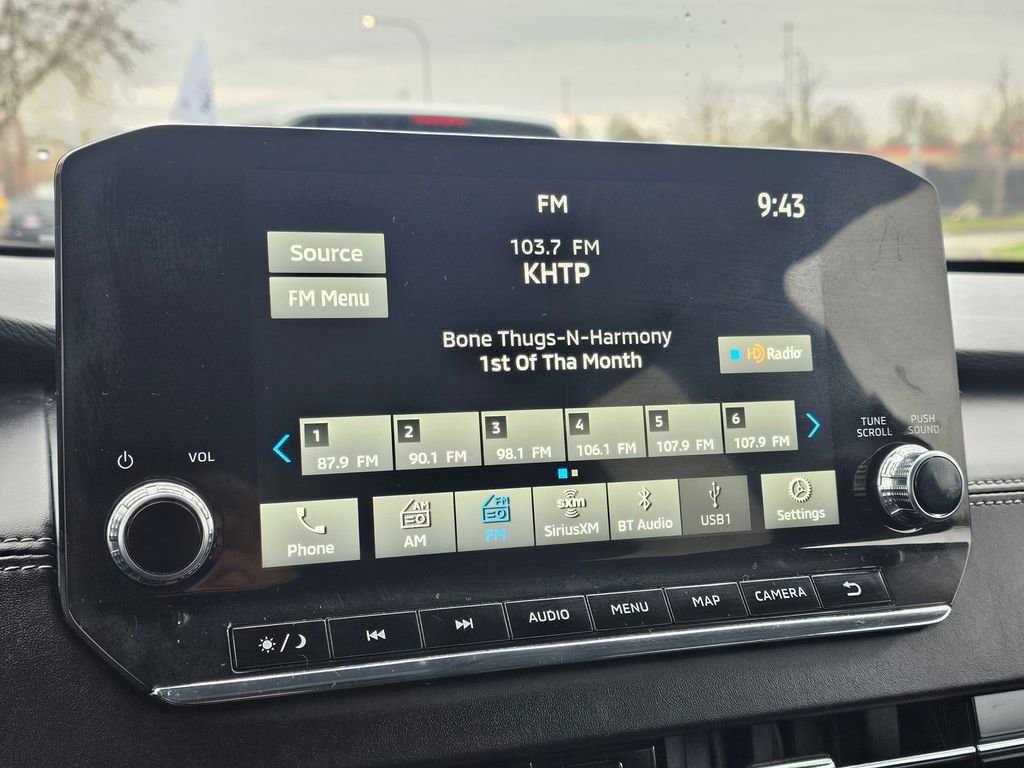 FM
9:43
Source
103.7 FM
KHTP
FM Menu
Bone Thugs-N-Harmony
1st Of Tha Month
HD Radio
1
2
3
4
5
6
87.9 FM
90.1 FM
98.1 FM
106.1 FM
107.9 FM
107.9 FM
TUNE
SCROLL
PUSH
SOUND
VOL
Phone
AM
AM
FM
FM
sxm
SiriusXM
BT Audio
USB1
Settings
AUDIO
MENU
MAP
CAMERA